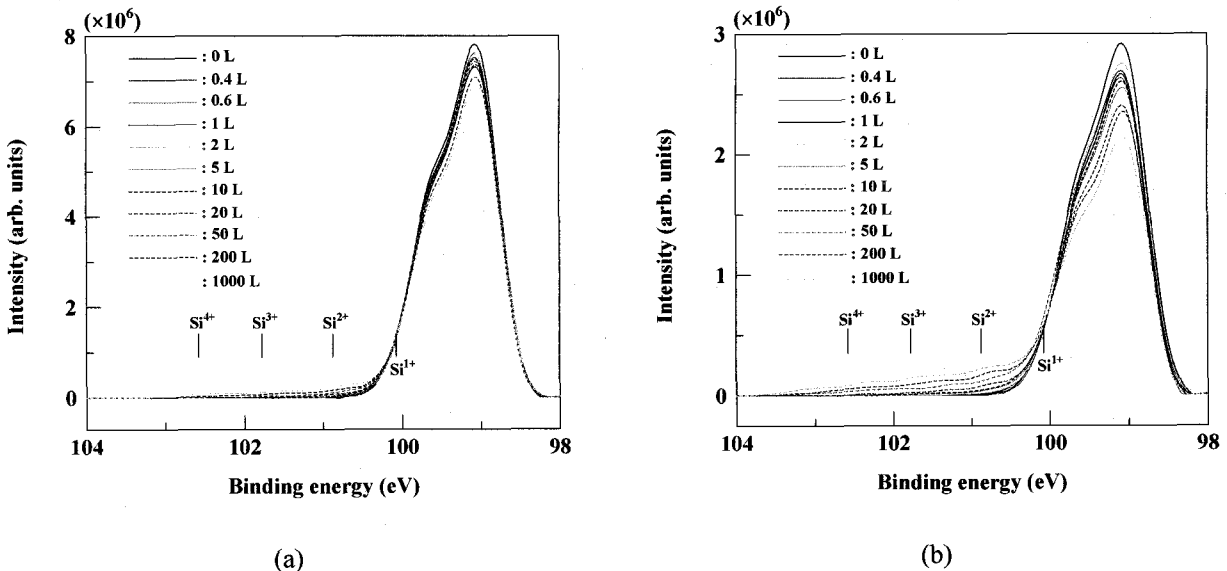 (×10⁶)
8
6
4
2
0
Intensity (arb. units)
: 0 L
: 0.4 L
: 0.6 L
: 1 L
: 2 L
: 5 L
: 10 L
: 20 L
: 50 L
: 200 L
: 1000 L
Si⁴⁺
Si³⁺
Si²⁺
Si¹⁺
104
102
100
98
Binding energy (eV)
(a)
(×10⁶)
3
2
1
0
Intensity (arb. units)
: 0 L
: 0.4 L
: 0.6 L
: 1 L
: 2 L
: 5 L
: 10 L
: 20 L
: 50 L
: 200 L
: 1000 L
Si⁴⁺
Si³⁺
Si²⁺
Si¹⁺
104
102
100
98
Binding energy (eV)
(b)